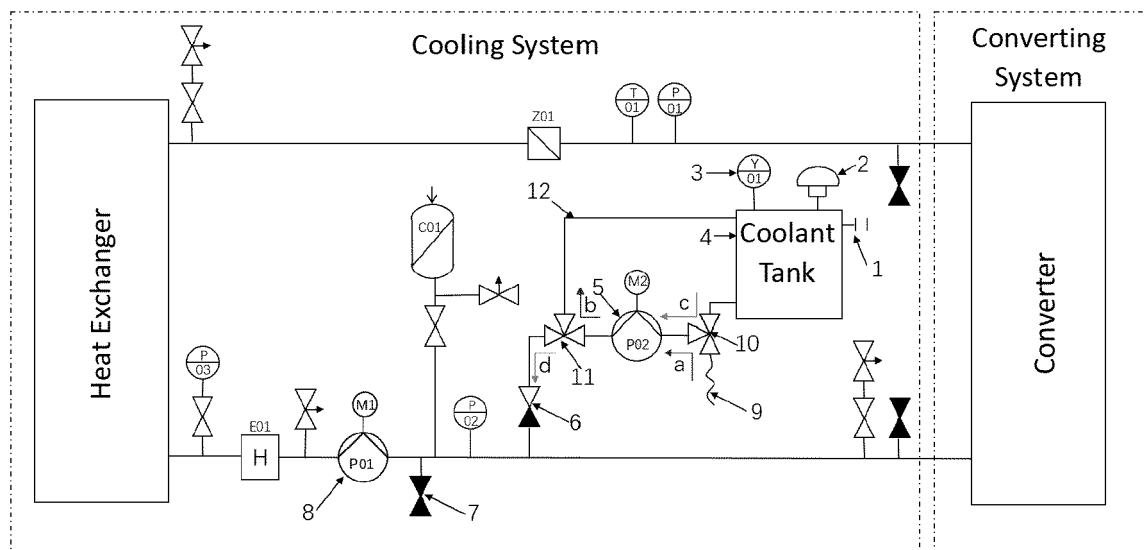 Cooling System
Converting
System
Z01
T
01
P
01
3
Y
01
2
12
C01
4
Coolant
Tank
1
Heat Exchanger
Converter
5
M2
b
c
P02
10
11
a
d
P
03
6
9
P
02
E01
H
M1
P01
8
7